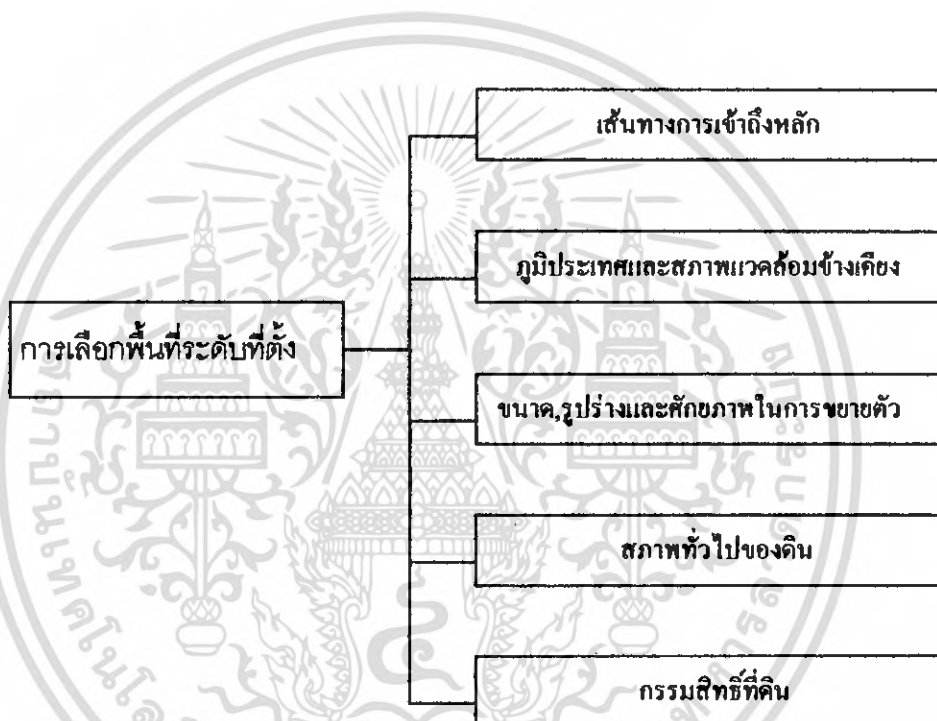 เส้นทางการเข้าถึงหลัก
ภูมิประเทศและสภาพแวดล้อมข้างเคียง
การเลือกพื้นที่ระดับที่ตั้ง
ขนาด,รูปร่างและศักยภาพในการขยายตัว
สภาพทั่วไปของดิน
กรรมสิทธิ์ที่ดิน